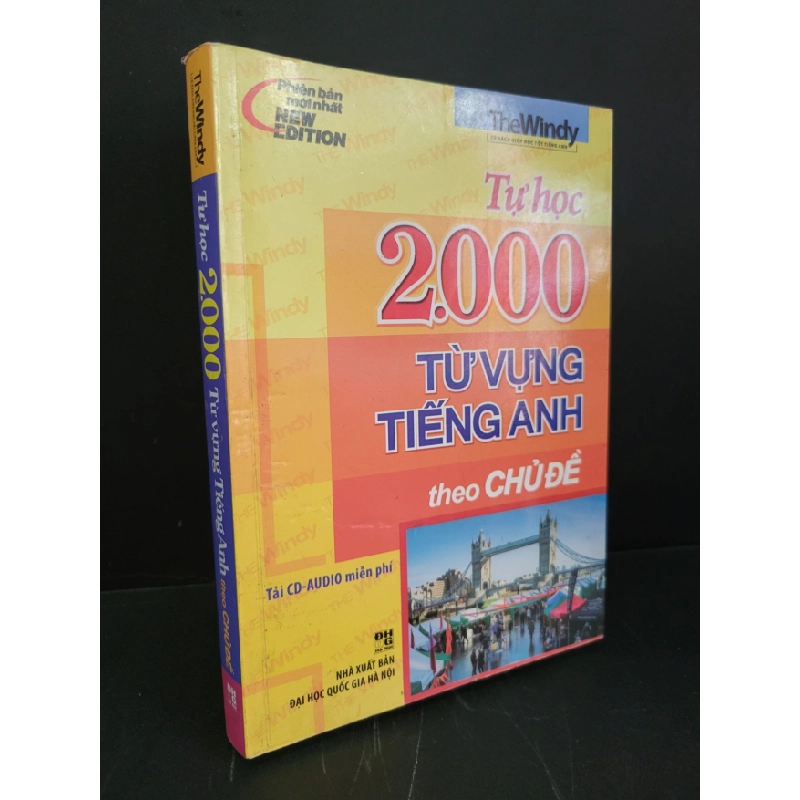 Phiên bản
mới nhất
NEW
EDITION
TheWindy
Tự học
2.000
TỪ VỰNG
TIẾNG ANH
theo CHỦ ĐỀ
Tải CD-AUDIO miễn phí
ĐHQG
NHÀ XUẤT BẢN
ĐẠI HỌC QUỐC GIA HÀ NỘI
TheWindy
Tự học 2.000 Từ vựng Tiếng Anh theo CHỦ ĐỀ